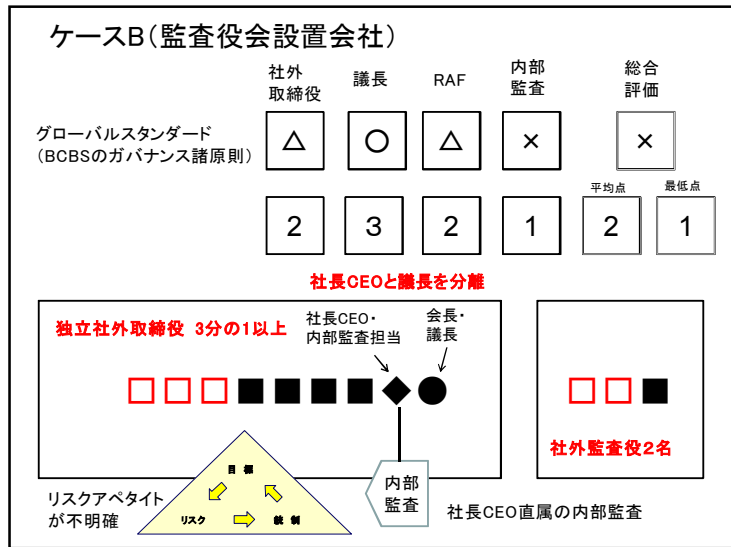 ケースB（監査役会設置会社）
社外
取締役
議長
RAF
内部
監査
総合
評価
グローバルスタンダード
（BCBSのガバナンス諸原則）
△
○
△
×
×
平均点
最低点
2
3
2
1
2
1
社長CEOと議長を分離
独立社外取締役 3分の1以上
社長CEO・
内部監査担当
会長・
議長
社外監査役2名
目 標
リスク
統 制
リスクアペタイト
が不明確
内部
監査
社長CEO直属の内部監査